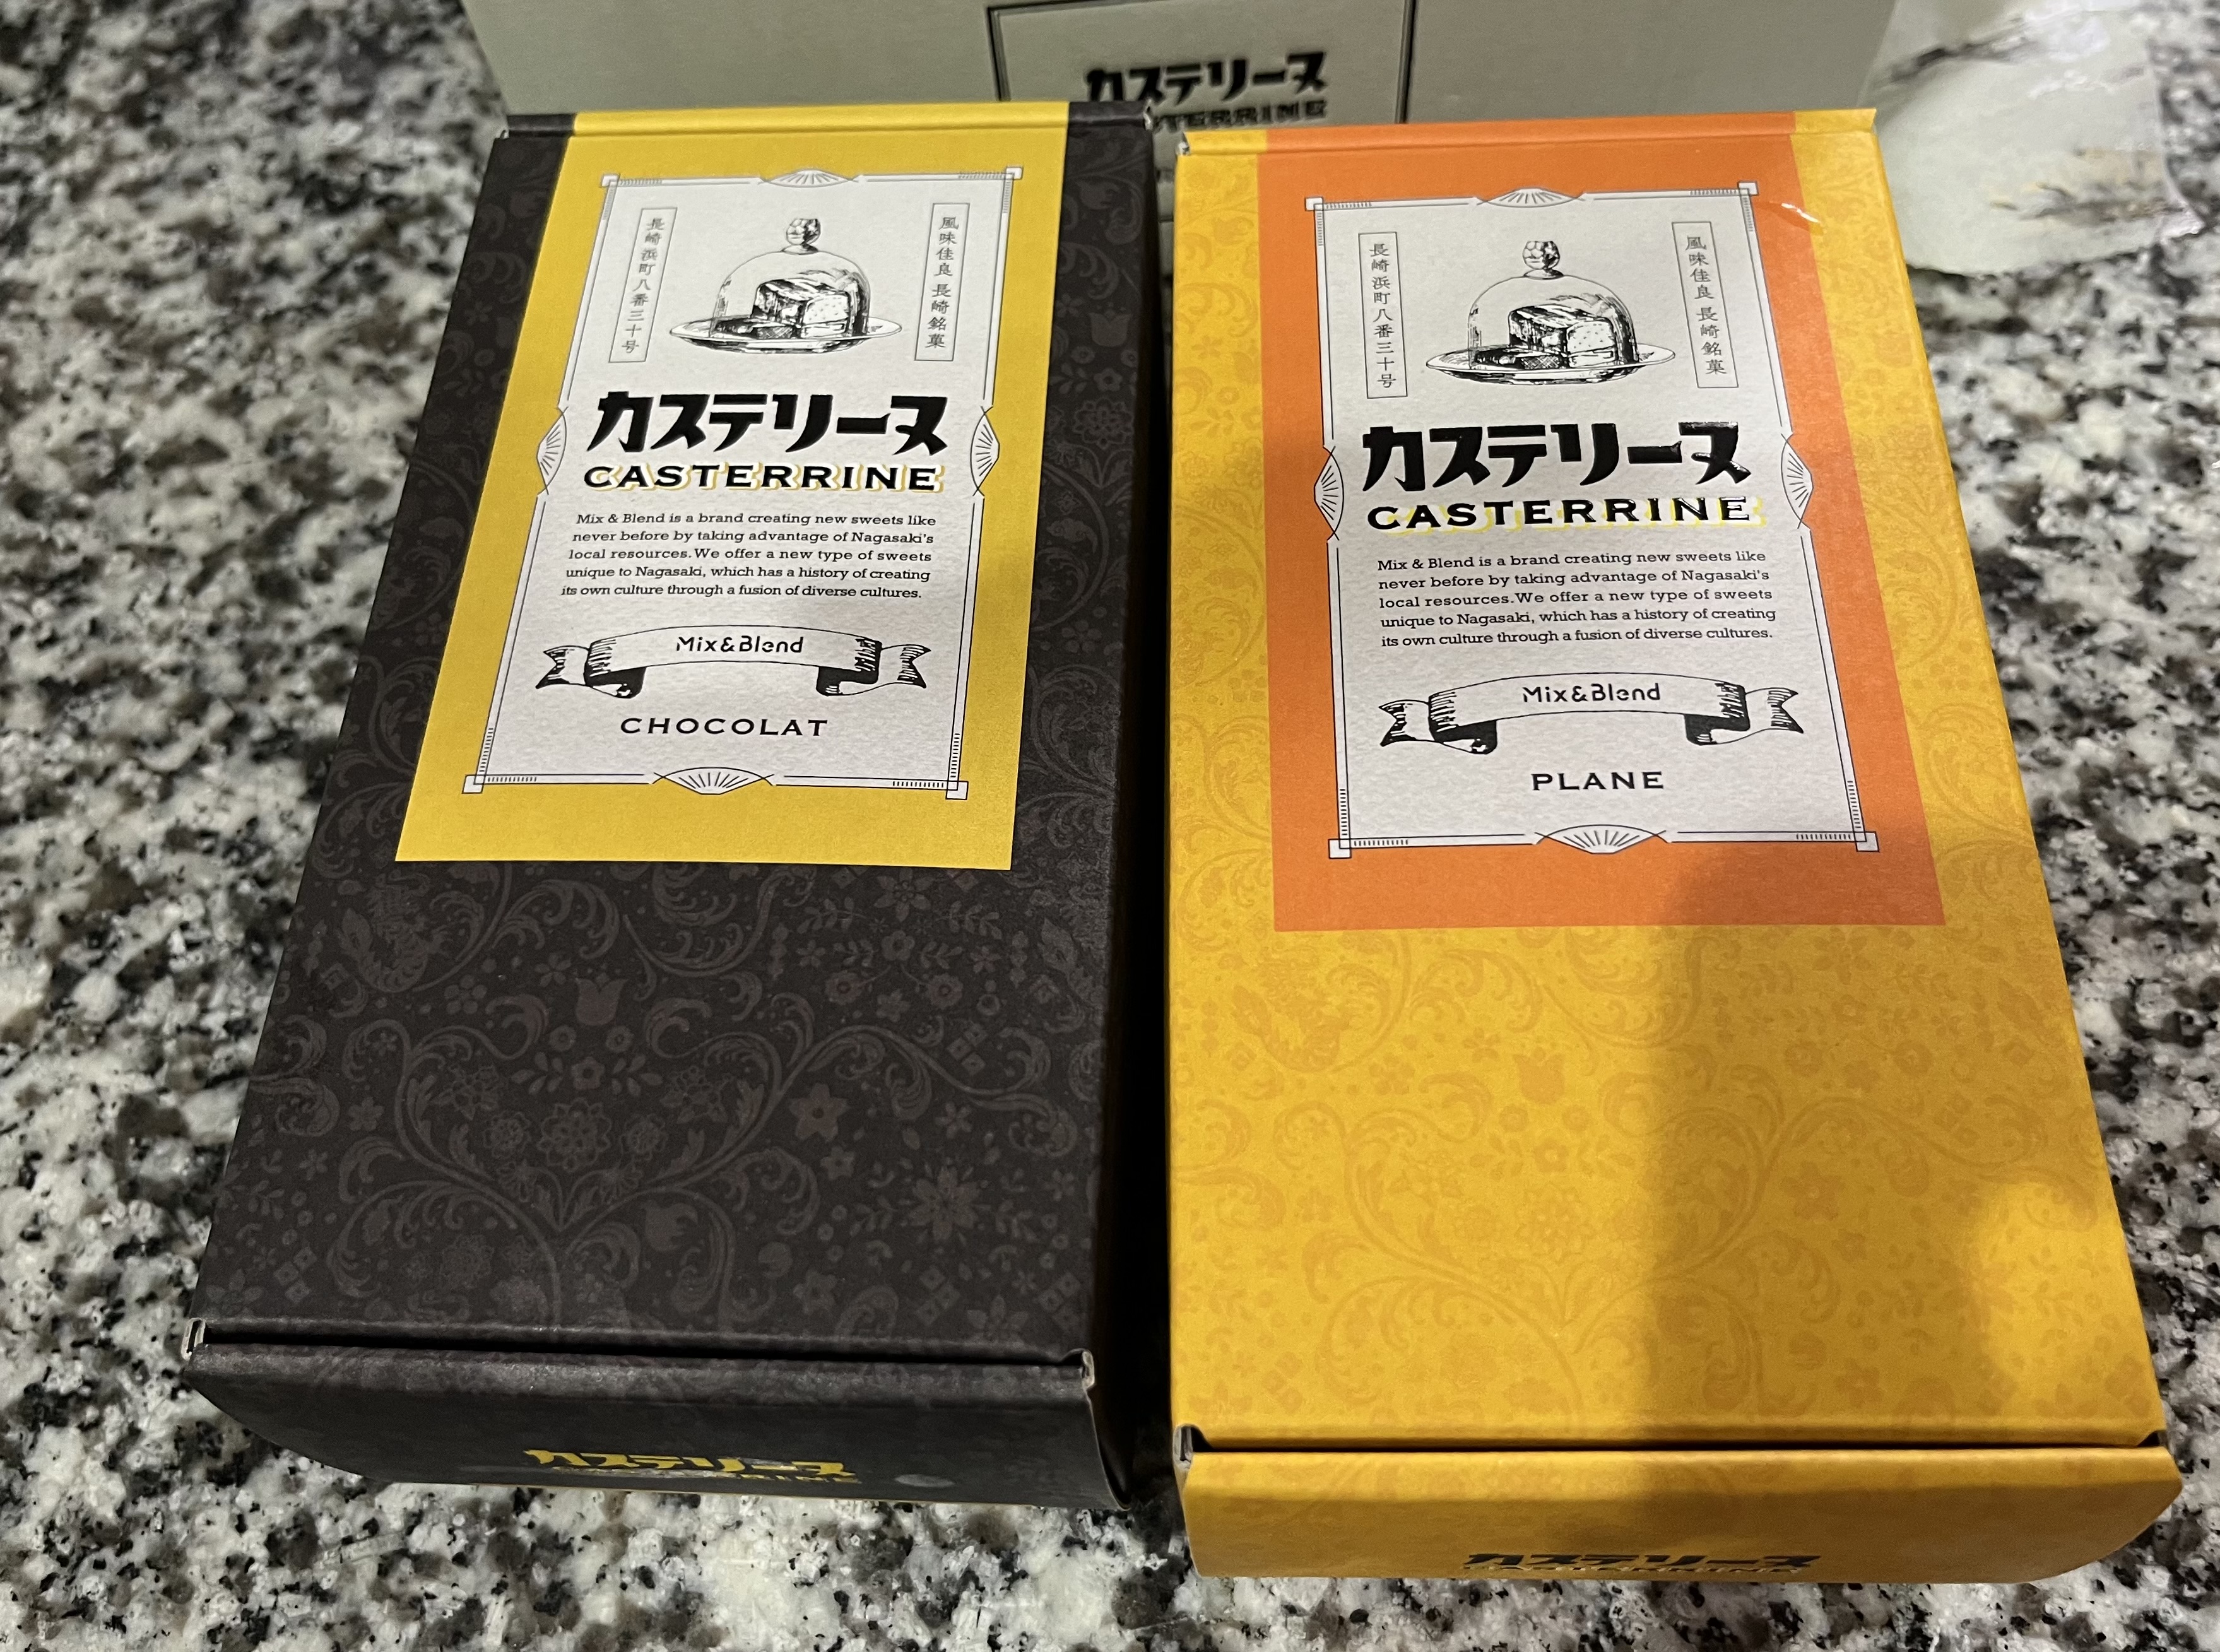 カステリーヌ
長崎浜町八番三十号
風味佳良 長崎銘菓
カステリーヌ
CASTERRINE
Mix & Blend is a brand creating new sweets like
never before by taking advantage of Nagasaki's
local resources. We offer a new type of sweets
unique to Nagasaki, which has a history of creating
its own culture through a fusion of diverse cultures.
Mix&Blend
CHOCOLAT
カステリーヌ
長崎浜町八番三十号
風味佳良 長崎銘菓
カステリーヌ
CASTERRINE
Mix & Blend is a brand creating new sweets like
never before by taking advantage of Nagasaki's
local resources. We offer a new type of sweets
unique to Nagasaki, which has a history of creating
its own culture through a fusion of diverse cultures.
Mix&Blend
PLANE
カステリーヌ
CASTERRINE